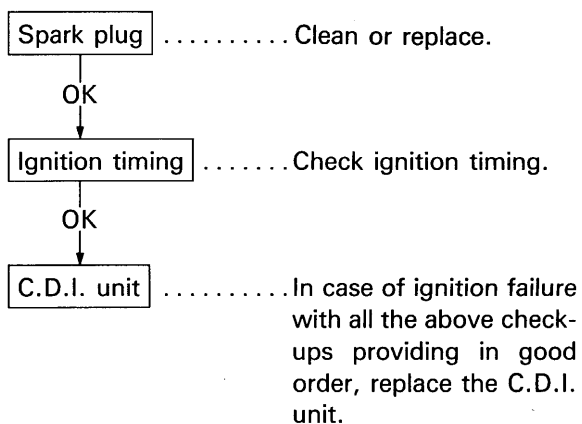 Spark plug ..........Clean or replace.
OK
Ignition timing .......Check ignition timing.
OK
C.D.I. unit ..........In case of ignition failure
with all the above check-
ups providing in good
order, replace the C.D.I.
unit.